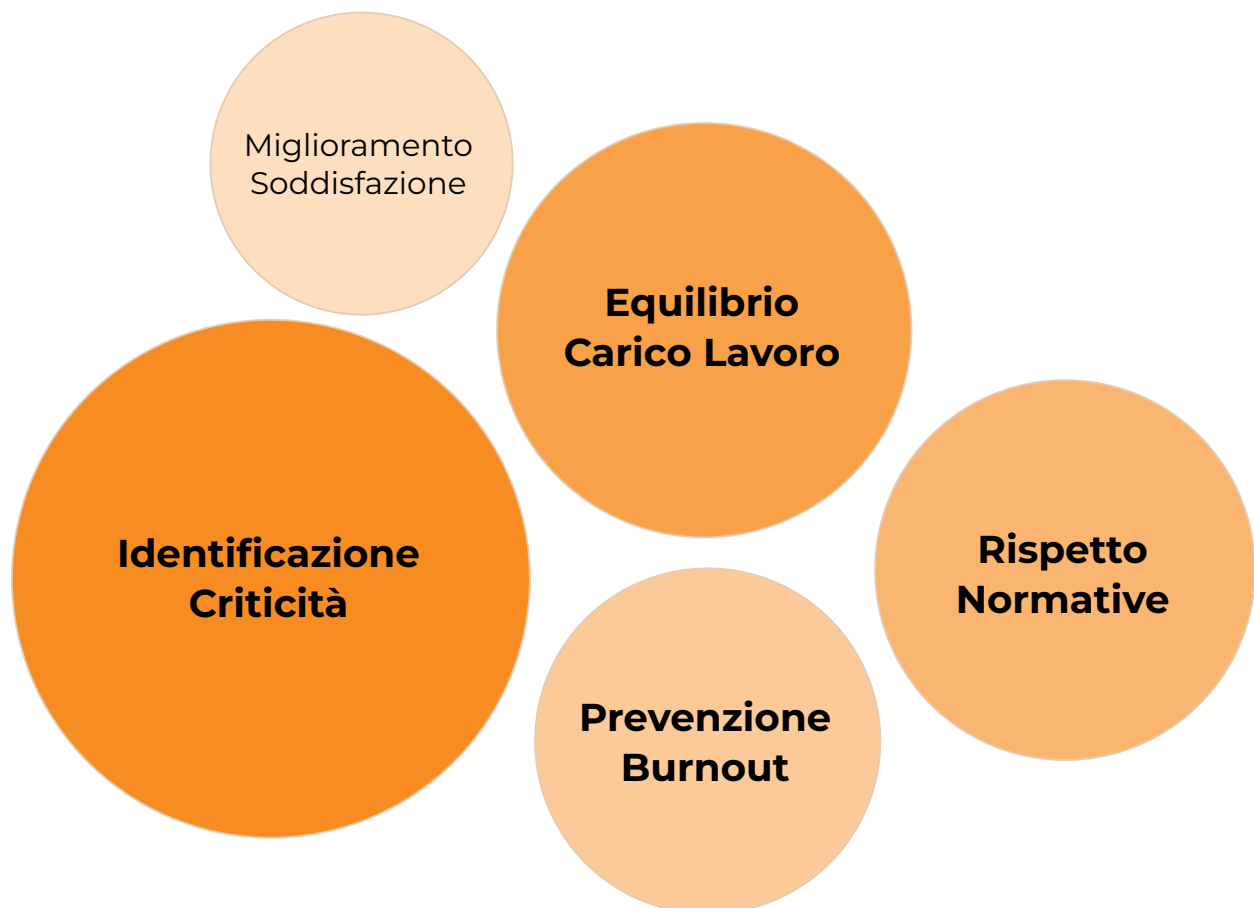 Miglioramento
Soddisfazione
Equilibrio
Carico Lavoro
Identificazione
Criticità
Rispetto
Normative
Prevenzione
Burnout